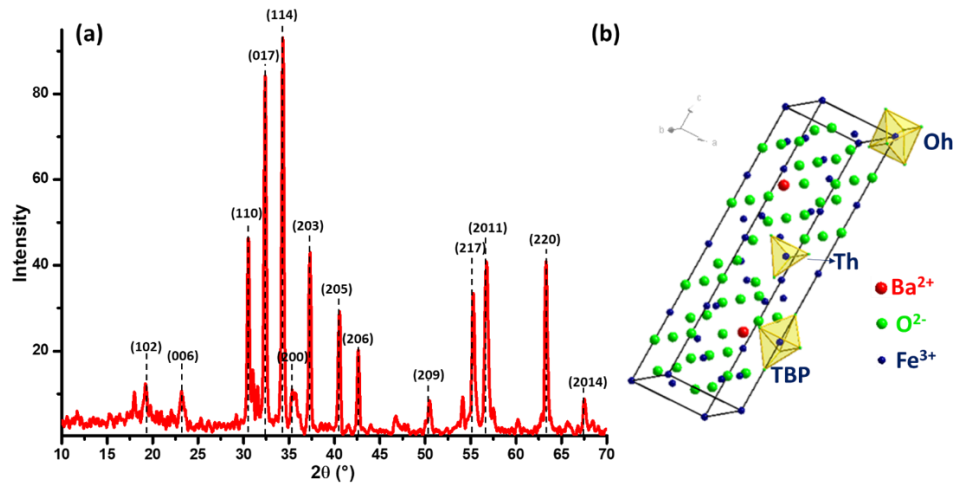 (a)
(b)
Intensity
80
60
40
20
(102)
(006)
(110)
(017)
(114)
(200)
(203)
(205)
(206)
(209)
(217)
(2011)
(220)
(2014)
10 15 20 25 30 35 40 45 50 55 60 65 70
2θ (°)
c
b
a
Oh
Th
TBP
Ba²⁺
O²⁻
Fe³⁺